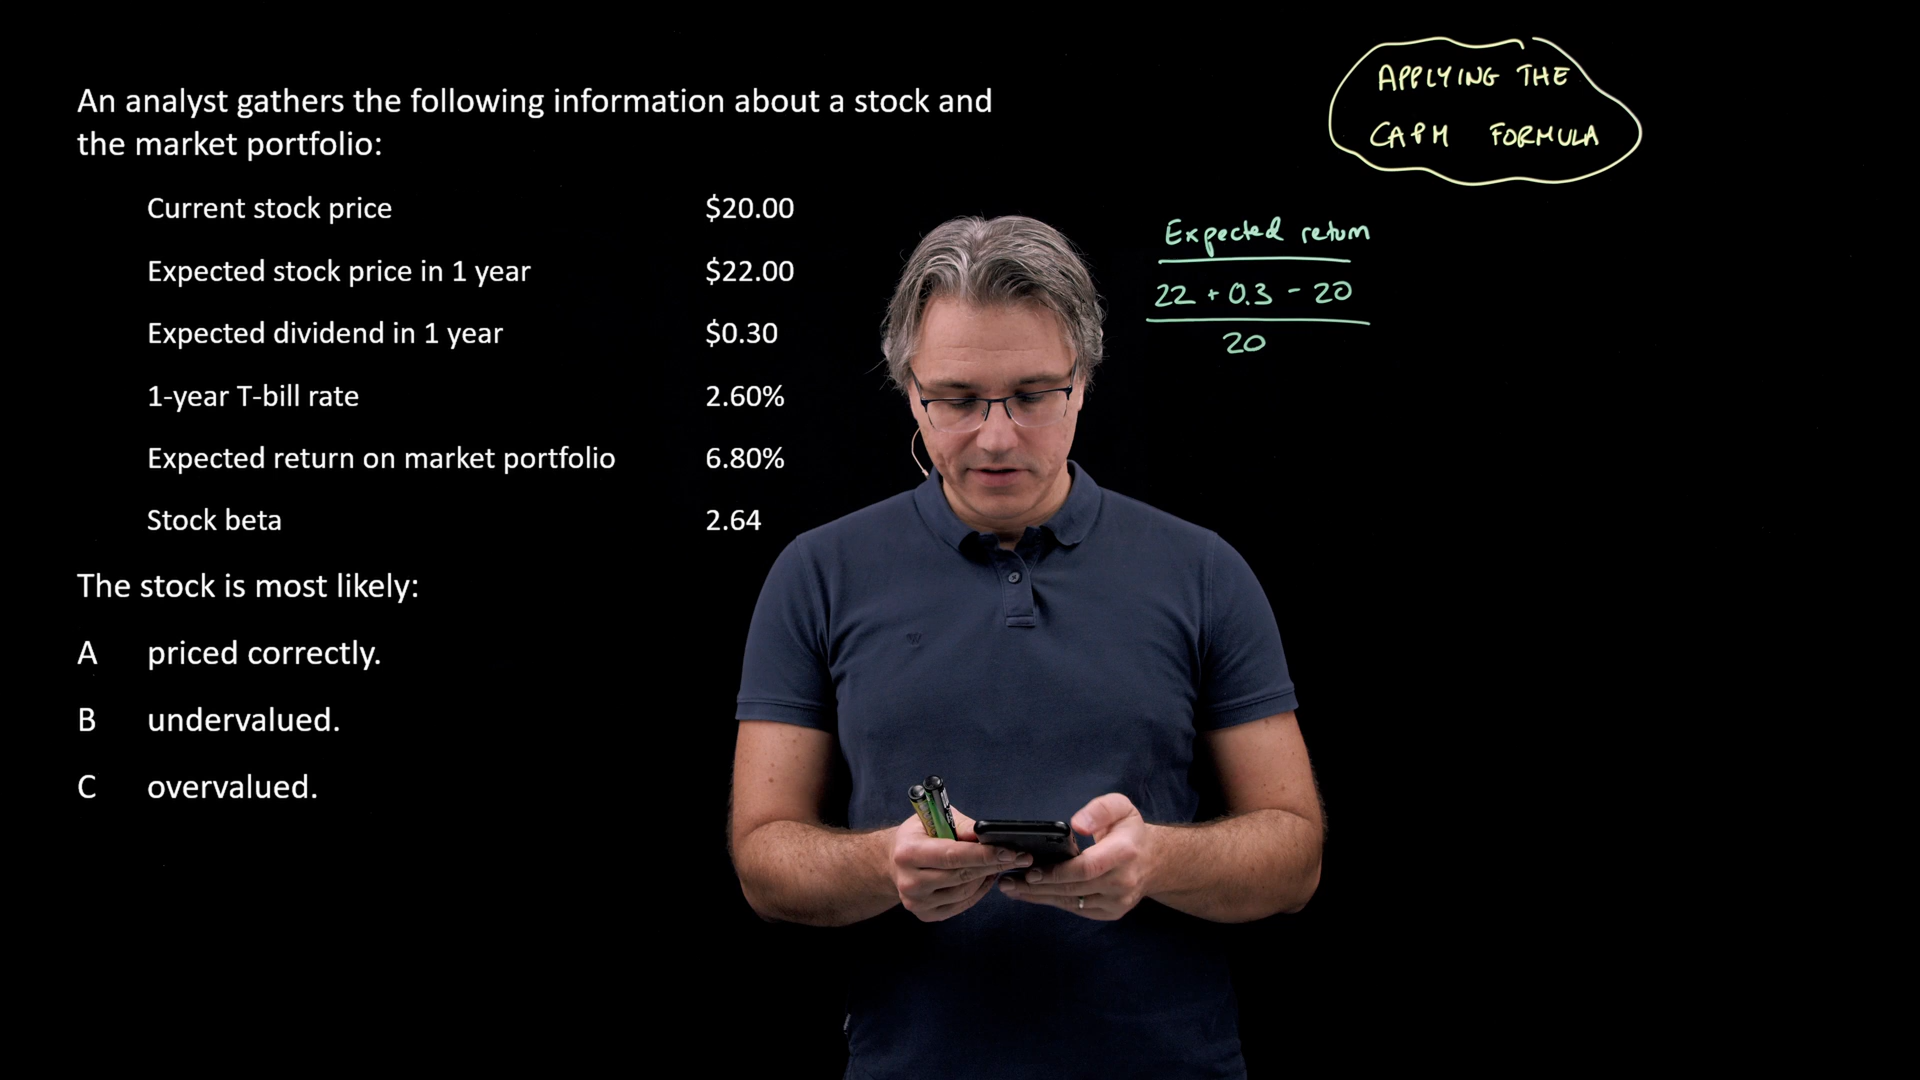 An analyst gathers the following information about a stock and
the market portfolio:
Current stock price $20.00
Expected stock price in 1 year $22.00
Expected dividend in 1 year $0.30
1-year T-bill rate 2.60%
Expected return on market portfolio 6.80%
Stock beta 2.64
The stock is most likely:
A priced correctly.
B undervalued.
C overvalued.
APPLYING THE
CAPM FORMULA
Expected return
22 + 0.3 - 20
20